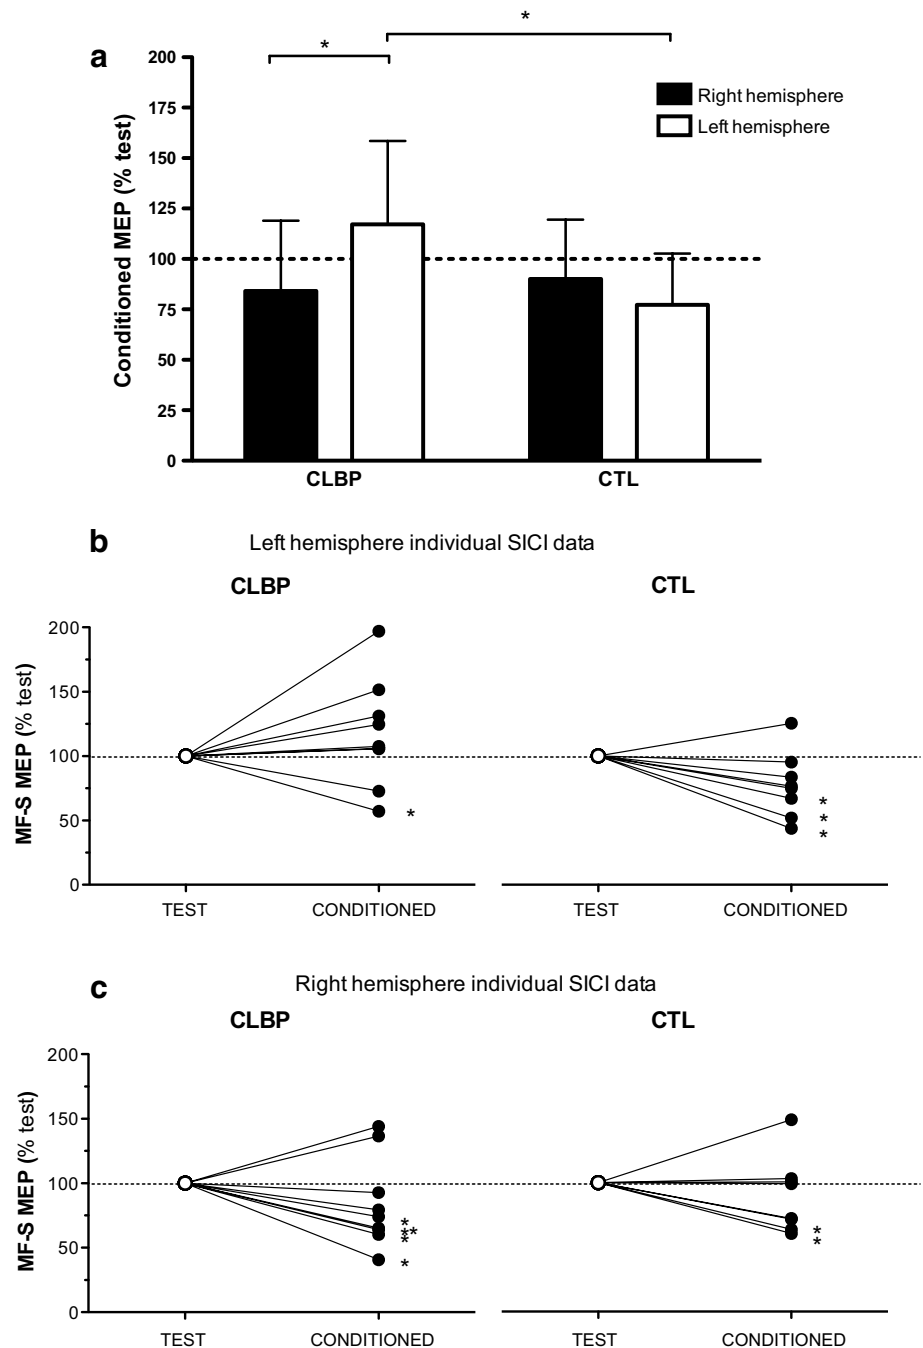 *
*
a
200
175
150
125
100
75
50
25
0
Conditioned MEP (% test)
Right hemisphere
Left hemisphere
CLBP CTL
b
Left hemisphere individual SICI data
CLBP CTL
MF-S MEP (% test)
200
150
100
50
0
*
*
*
*
TEST CONDITIONED TEST CONDITIONED
c
Right hemisphere individual SICI data
CLBP CTL
MF-S MEP (% test)
200
150
100
50
0
*
**
*
*
*
*
TEST CONDITIONED TEST CONDITIONED